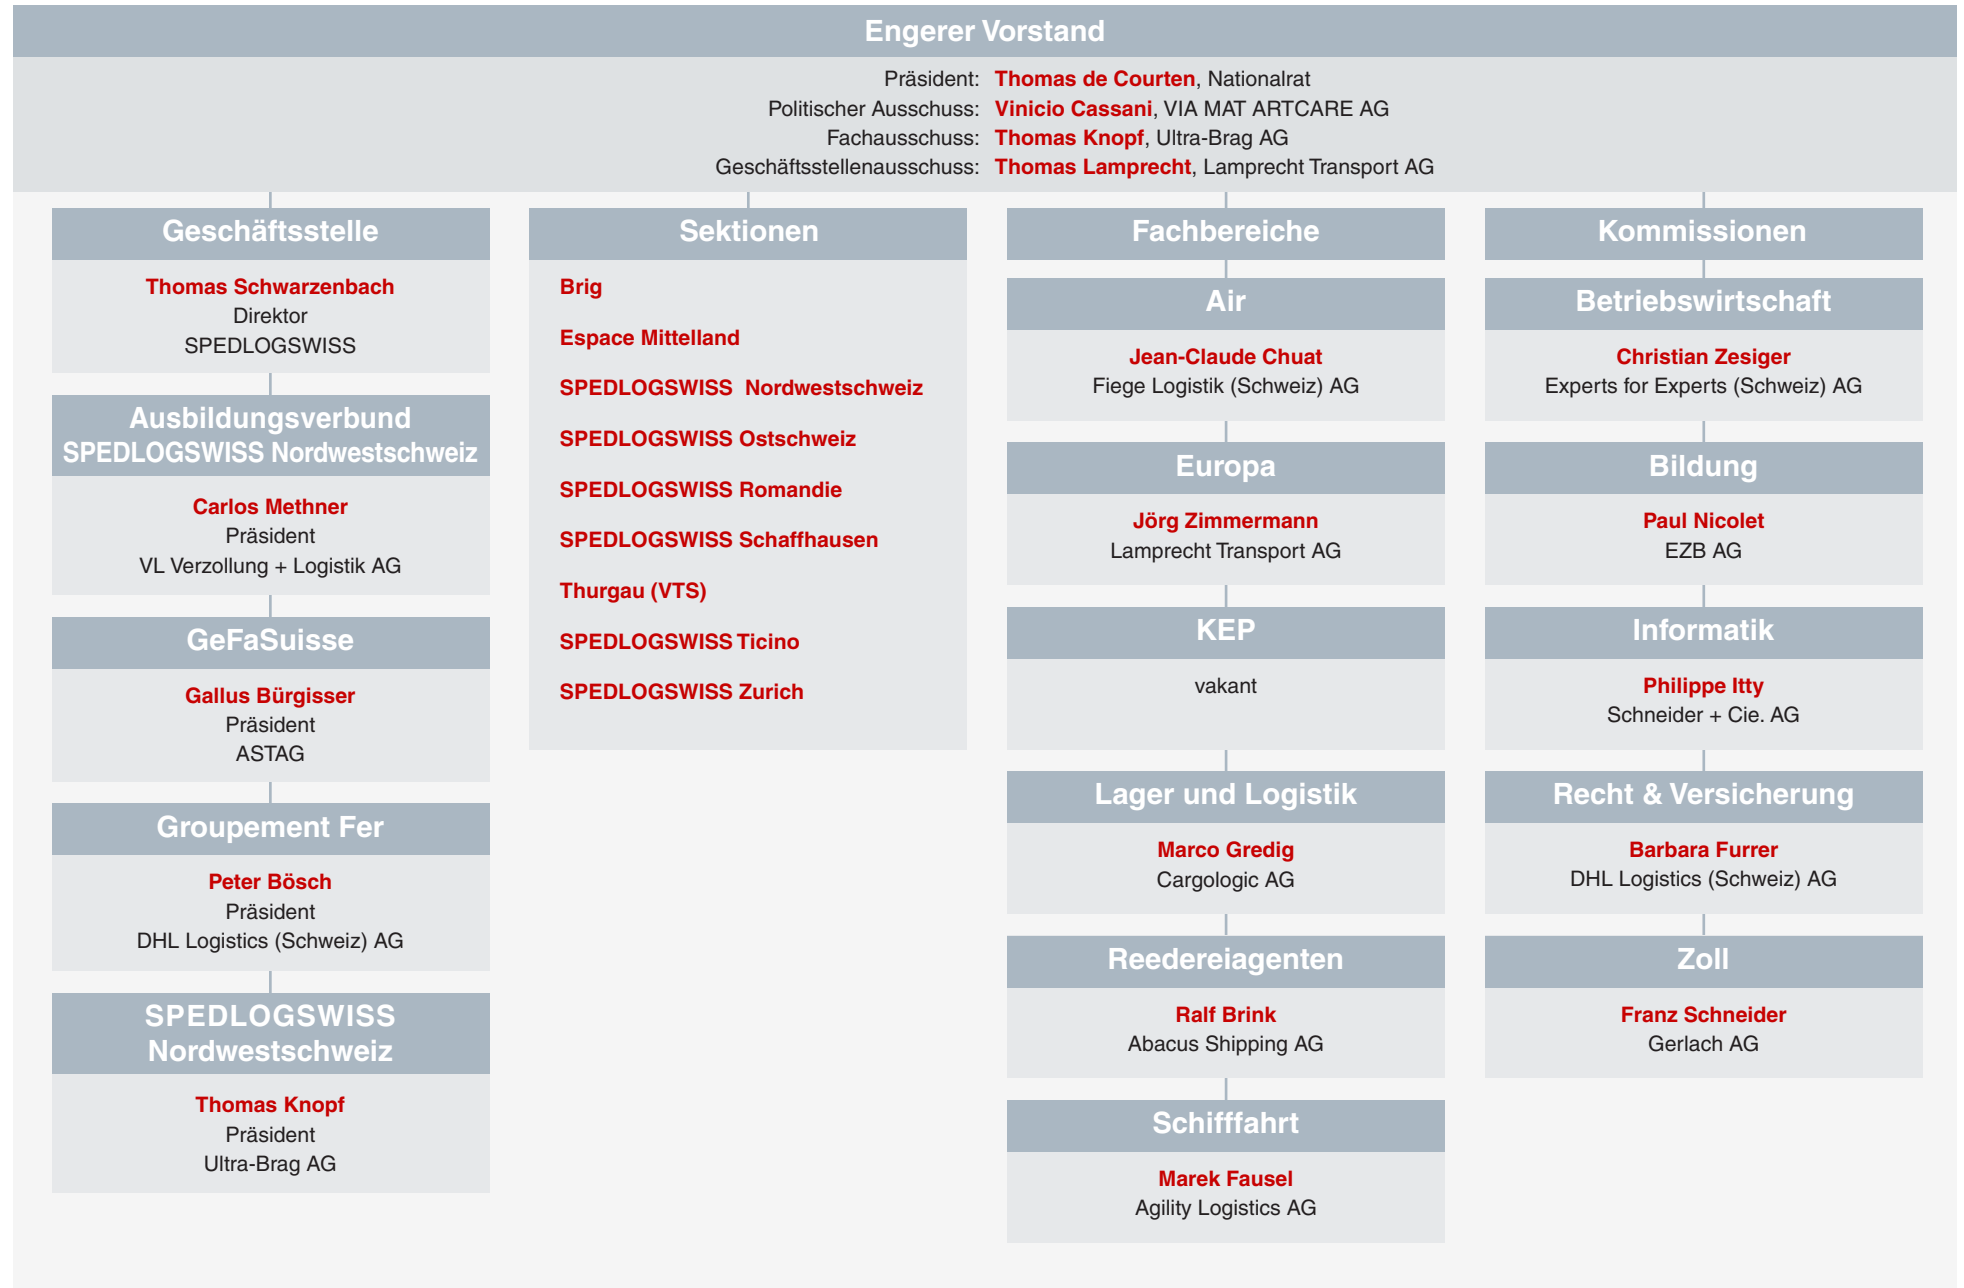 Engerer Vorstand
Präsident: Thomas de Courten, Nationalrat
Politischer Ausschuss: Vinicio Cassani, VIA MAT ARTCARE AG
Fachausschuss: Thomas Knopf, Ultra-Brag AG
Geschäftsstellenausschuss: Thomas Lamprecht, Lamprecht Transport AG
Geschäftsstelle
Thomas Schwarzenbach
Direktor
SPEDLOGSWISS
Ausbildungsverbund
SPEDLOGSWISS Nordwestschweiz
Carlos Methner
Präsident
VL Verzollung + Logistik AG
GeFaSuisse
Gallus Bürgisser
Präsident
ASTAG
Groupement Fer
Peter Bösch
Präsident
DHL Logistics (Schweiz) AG
SPEDLOGSWISS
Nordwestschweiz
Thomas Knopf
Präsident
Ultra-Brag AG
Sektionen
Brig
Espace Mittelland
SPEDLOGSWISS Nordwestschweiz
SPEDLOGSWISS Ostschweiz
SPEDLOGSWISS Romandie
SPEDLOGSWISS Schaffhausen
Thurgau (VTS)
SPEDLOGSWISS Ticino
SPEDLOGSWISS Zurich
Fachbereiche
Air
Jean-Claude Chuat
Fiege Logistik (Schweiz) AG
Europa
Jörg Zimmermann
Lamprecht Transport AG
KEP
vakant
Lager und Logistik
Marco Gredig
Cargologic AG
Reedereiagenten
Ralf Brink
Abacus Shipping AG
Schifffahrt
Marek Fausel
Agility Logistics AG
Kommissionen
Betriebswirtschaft
Christian Zesiger
Experts for Experts (Schweiz) AG
Bildung
Paul Nicolet
EZB AG
Informatik
Philippe Itty
Schneider + Cie. AG
Recht & Versicherung
Barbara Furrer
DHL Logistics (Schweiz) AG
Zoll
Franz Schneider
Gerlach AG